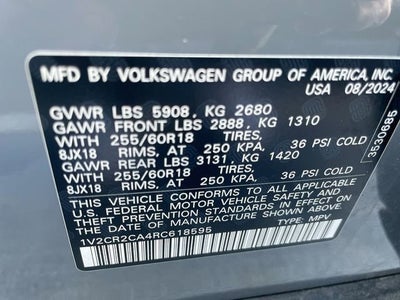 MFD BY VOLKSWAGEN GROUP OF AMERICA, INC.
USA 08/2024
GVWR LBS 5908, KG 2680
GAWR FRONT LBS 2888, KG 1310
WITH 255/60R18 TIRES,
8JX18 RIMS, AT 250 KPA, 36 PSI COLD
GAWR REAR LBS 3131, KG 1420
WITH 255/60R18 TIRES,
8JX18 RIMS, AT 250 KPA, 36 PSI COLD
THIS VEHICLE CONFORMS TO ALL APPLICABLE
FEDERAL MOTOR VEHICLE SAFETY AND
THEFT PREVENTION STANDARDS IN EFFECT ON
THE DATE OF MANUFACTURE SHOWN ABOVE.
1V2CR2CA4RC618595 TYPE: MPV
3530685